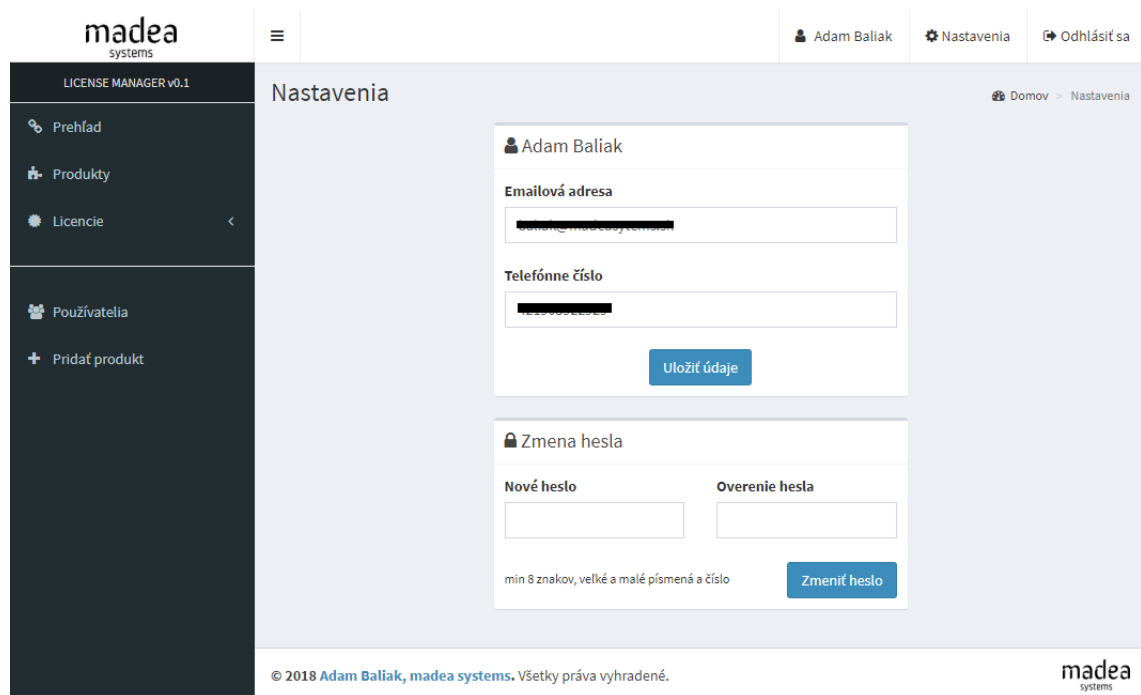 madea
systems
Adam Baliak
Nastavenia
Odhlásiť sa
LICENSE MANAGER v0.1
Nastavenia
Domov > Nastavenia
Prehľad
Produkty
Licencie
Používatelia
Pridať produkt
Adam Baliak
Emailová adresa
Telefónne číslo
Uložiť údaje
Zmena hesla
Nové heslo
Overenie hesla
min 8 znakov, veľké a malé písmená a číslo
Zmeniť heslo
© 2018 Adam Baliak, madea systems. Všetky práva vyhradené.
madea
systems